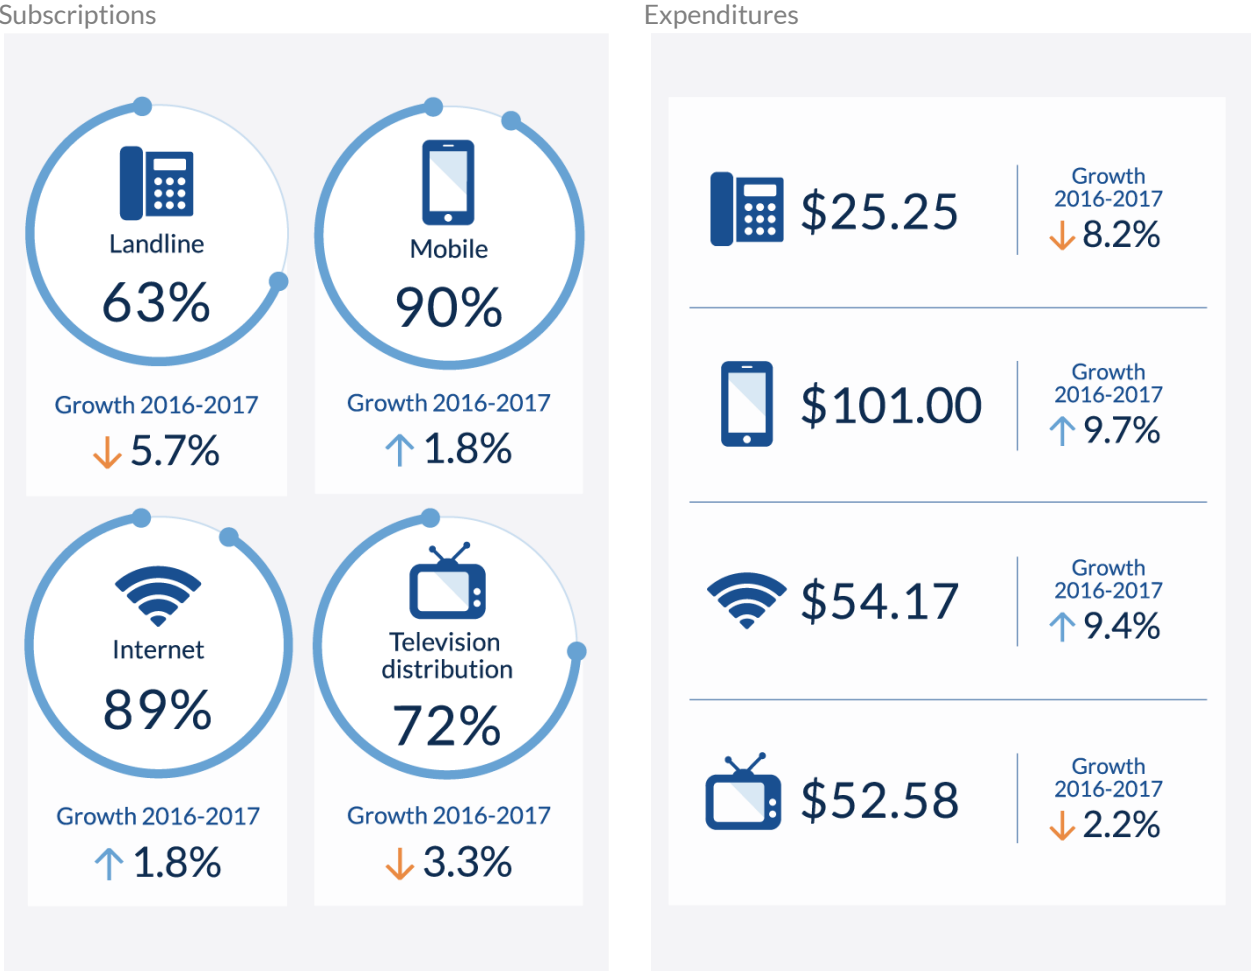 Subscriptions
Landline
63%
Growth 2016-2017
5.7%
Mobile
90%
Growth 2016-2017
1.8%
Internet
89%
Growth 2016-2017
1.8%
Television
distribution
72%
Growth 2016-2017
3.3%
Expenditures
$25.25
Growth
2016-2017
8.2%
$101.00
Growth
2016-2017
9.7%
$54.17
Growth
2016-2017
9.4%
$52.58
Growth
2016-2017
2.2%